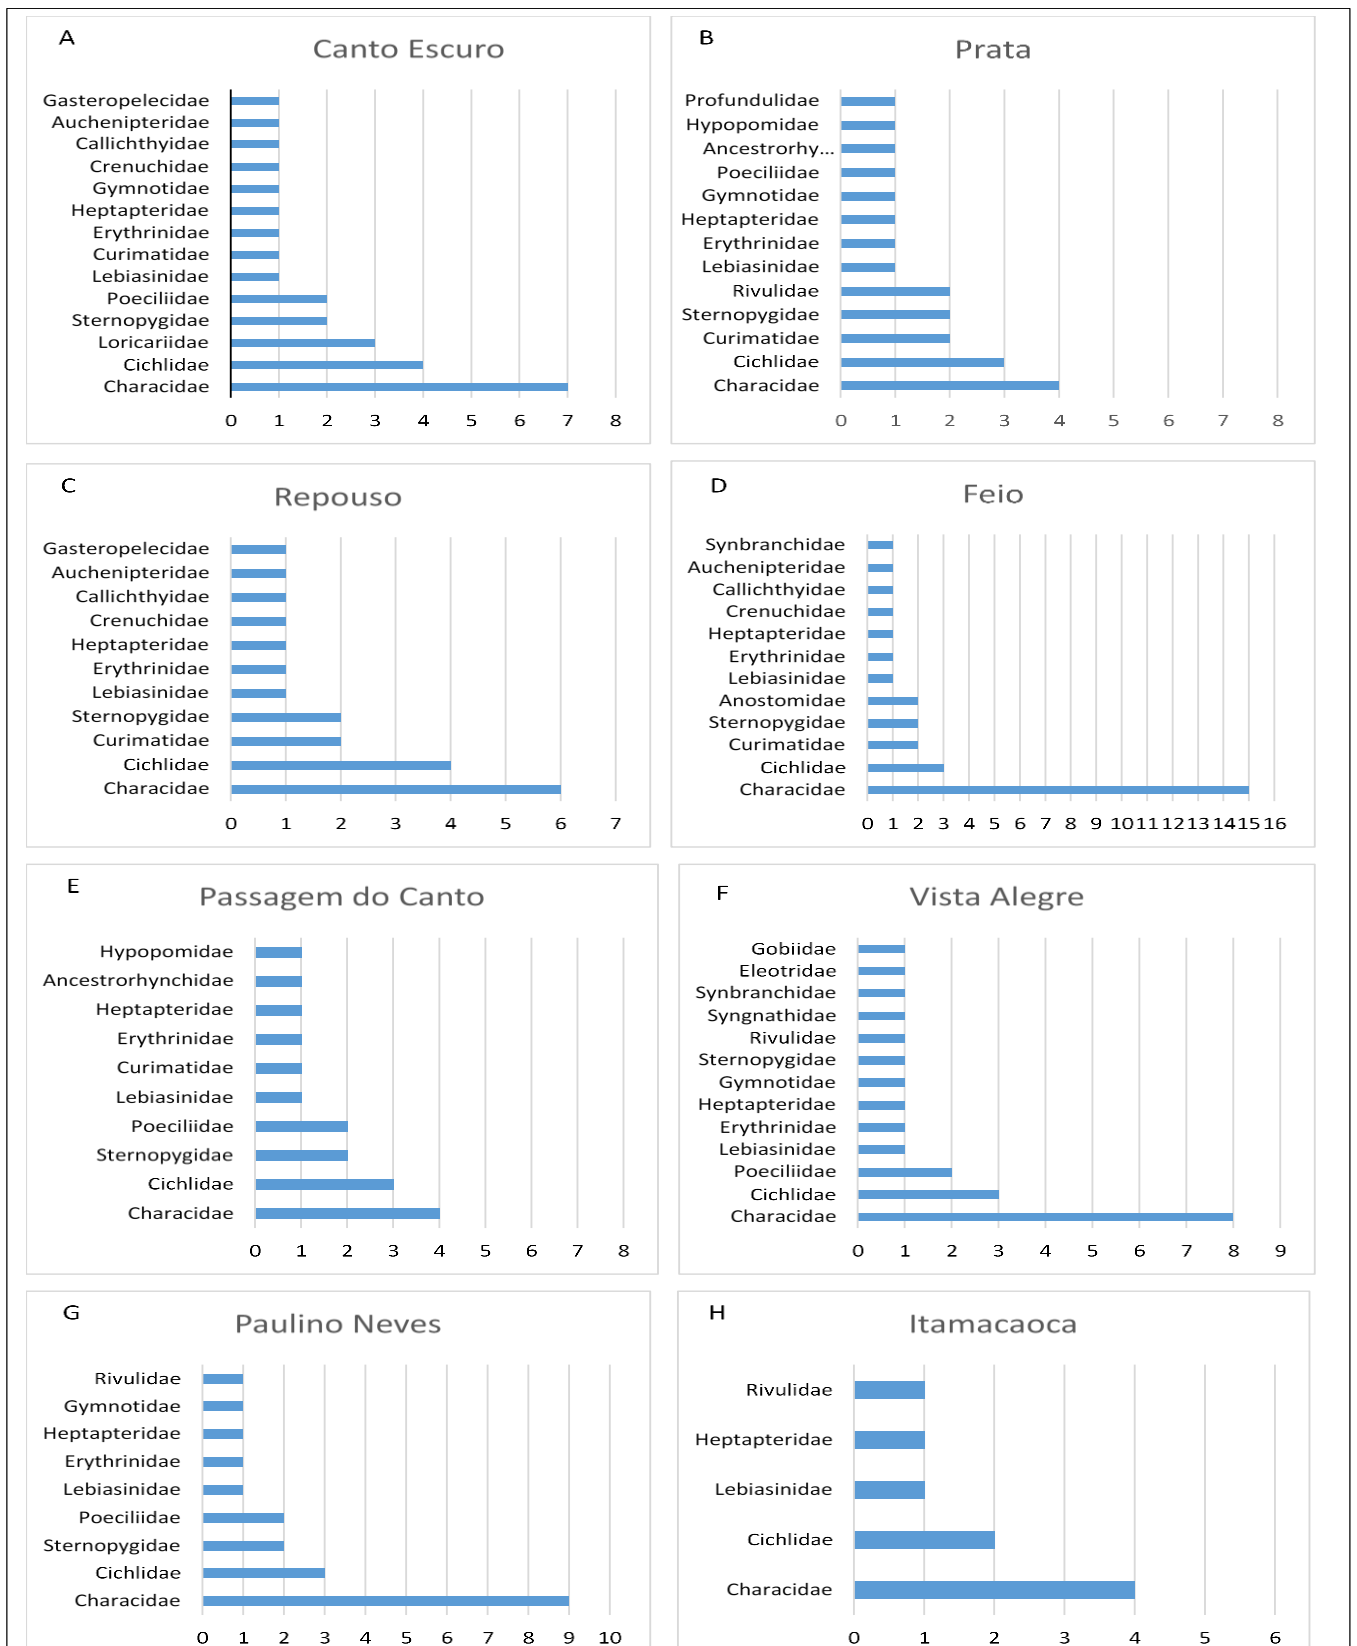 A
Canto Escuro
Gasteropelecidae
Auchenipteridae
Callichthyidae
Crenuchidae
Gymnotidae
Heptapteridae
Erythrinidae
Curimatidae
Lebiasinidae
Poeciliidae
Sternopygidae
Loricariidae
Cichlidae
Characidae
0 1 2 3 4 5 6 7 8
B
Prata
Profundulidae
Hypopomidae
Ancestrorhy...
Poeciliidae
Gymnotidae
Heptapteridae
Erythrinidae
Lebiasinidae
Rivulidae
Sternopygidae
Curimatidae
Cichlidae
Characidae
0 1 2 3 4 5 6 7 8
C
Repouso
Gasteropelecidae
Auchenipteridae
Callichthyidae
Crenuchidae
Heptapteridae
Erythrinidae
Lebiasinidae
Sternopygidae
Curimatidae
Cichlidae
Characidae
0 1 2 3 4 5 6 7
D
Feio
Synbranchidae
Auchenipteridae
Callichthyidae
Crenuchidae
Heptapteridae
Erythrinidae
Lebiasinidae
Anostomidae
Sternopygidae
Curimatidae
Cichlidae
Characidae
0 1 2 3 4 5 6 7 8 9 10 11 12 13 14 15 16
E
Passagem do Canto
Hypopomidae
Ancestrorhynchidae
Heptapteridae
Erythrinidae
Curimatidae
Lebiasinidae
Poeciliidae
Sternopygidae
Cichlidae
Characidae
0 1 2 3 4 5 6 7 8
F
Vista Alegre
Gobiidae
Eleotridae
Synbranchidae
Syngnathidae
Rivulidae
Sternopygidae
Gymnotidae
Heptapteridae
Erythrinidae
Lebiasinidae
Poeciliidae
Cichlidae
Characidae
0 1 2 3 4 5 6 7 8 9
G
Paulino Neves
Rivulidae
Gymnotidae
Heptapteridae
Erythrinidae
Lebiasinidae
Poeciliidae
Sternopygidae
Cichlidae
Characidae
0 1 2 3 4 5 6 7 8 9 10
H
Itamacaoca
Rivulidae
Heptapteridae
Lebiasinidae
Cichlidae
Characidae
0 1 2 3 4 5 6